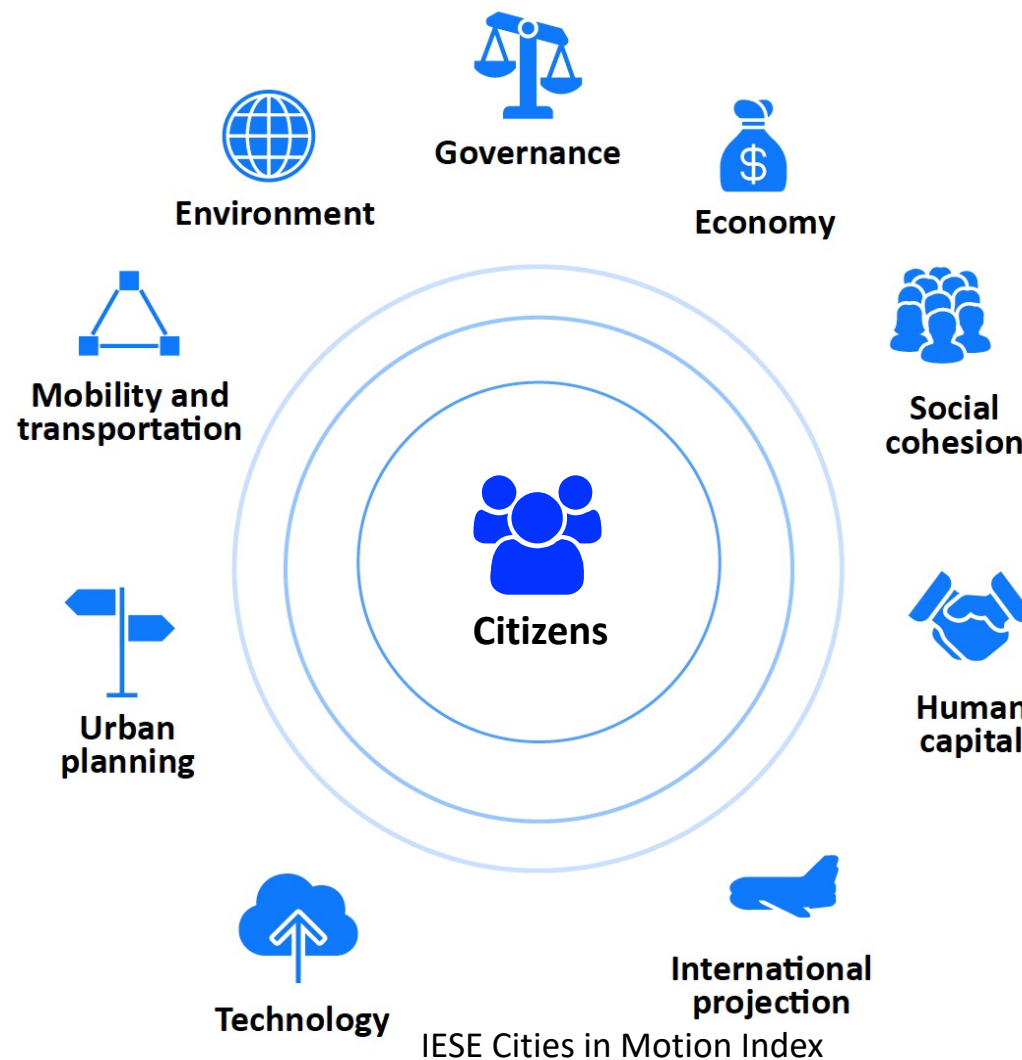 Governance
Environment
Economy
Mobility and
transportation
Social
cohesion
Citizens
Urban
planning
Human
capital
International
projection
Technology
IESE Cities in Motion Index
$